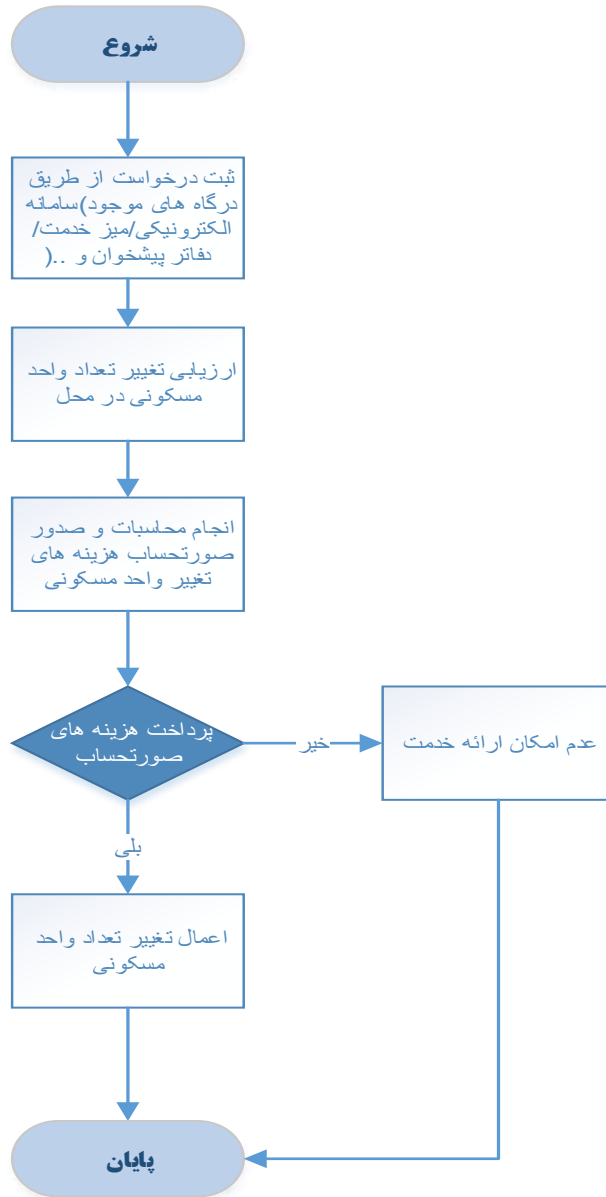 شروع
ثبت درخواست از طریق
درگاه های موجود)سامانه
الکترونیکی/میز خدمت/
دفاتر پیشخوان و ..(
ارزیابی تغییر تعداد واحد
مسکونی در محل
انجام محاسبات و صدور
صورتحساب هزینه های
تغییر واحد مسکونی
پرداخت هزینه های
صورتحساب
خیر
عدم امکان ارائه خدمت
بلی
اعمال تغییر تعداد واحد
مسکونی
پایان